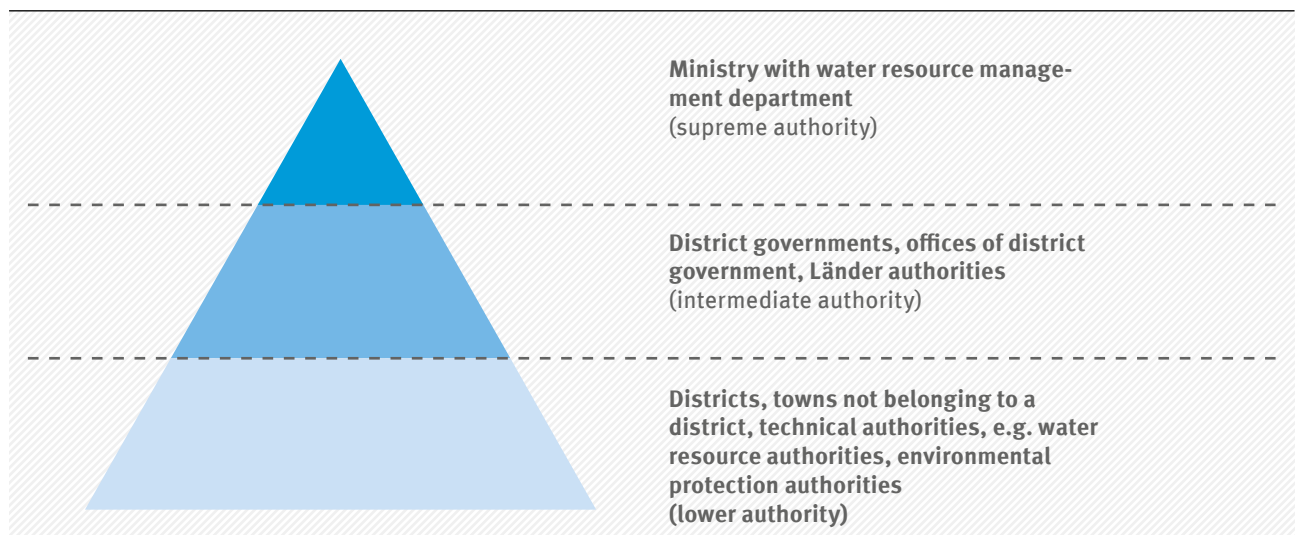 Ministry with water resource manage-
ment department
(supreme authority)
District governments, offices of district
government, Länder authorities
(intermediate authority)
Districts, towns not belonging to a
district, technical authorities, e.g. water
resource authorities, environmental
protection authorities
(lower authority)